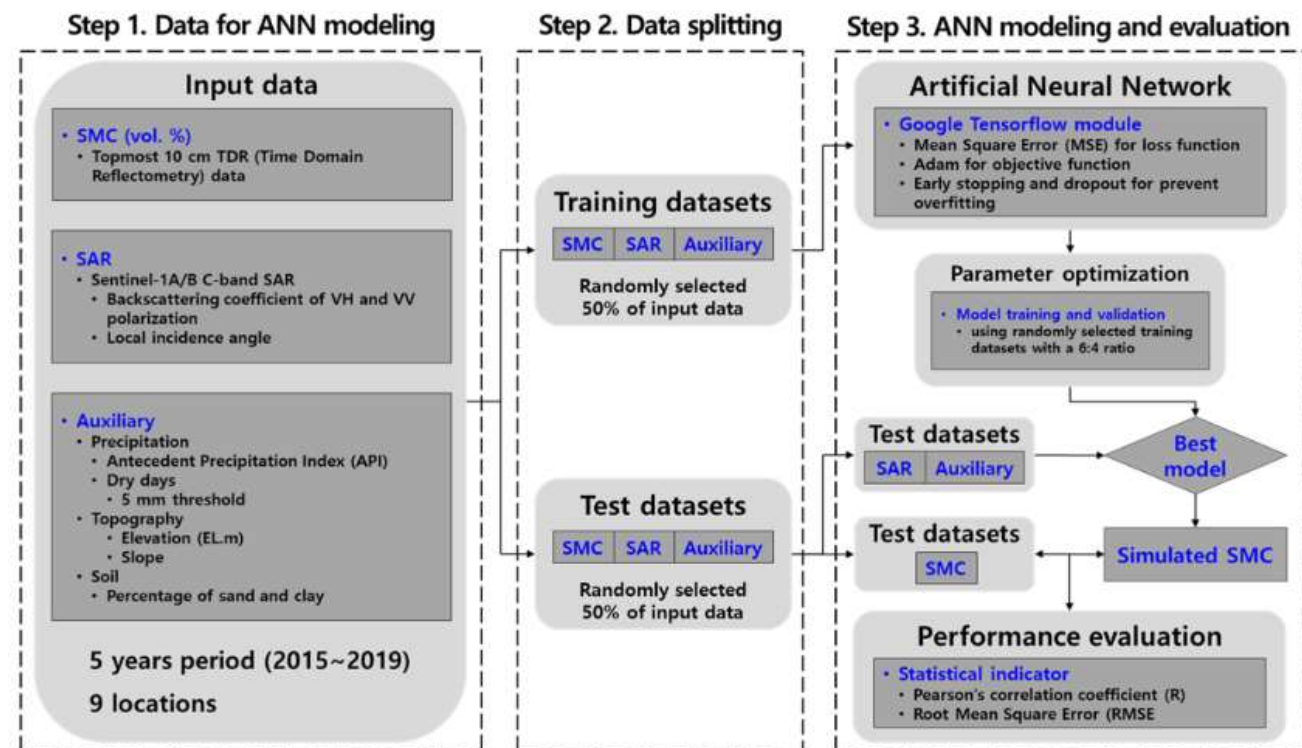 Step 1. Data for ANN modeling
Input data
• SMC (vol. %)
• Topmost 10 cm TDR (Time Domain
Reflectometry) data
• SAR
• Sentinel-1A/B C-band SAR
• Backscattering coefficient of VH and VV
polarization
• Local incidence angle
• Auxiliary
• Precipitation
• Antecedent Precipitation Index (API)
• Dry days
• 5 mm threshold
• Topography
• Elevation (EL.m)
• Slope
• Soil
• Percentage of sand and clay
5 years period (2015~2019)
9 locations
Step 2. Data splitting
Training datasets
SMC SAR Auxiliary
Randomly selected
50% of input data
Test datasets
SMC SAR Auxiliary
Randomly selected
50% of input data
Step 3. ANN modeling and evaluation
Artificial Neural Network
• Google Tensorflow module
• Mean Square Error (MSE) for loss function
• Adam for objective function
• Early stopping and dropout for prevent
overfitting
Parameter optimization
• Model training and validation
• using randomly selected training
datasets with a 6:4 ratio
Test datasets
SAR Auxiliary
Best
model
Test datasets
SMC
Simulated SMC
Performance evaluation
• Statistical indicator
• Pearson's correlation coefficient (R)
• Root Mean Square Error (RMSE